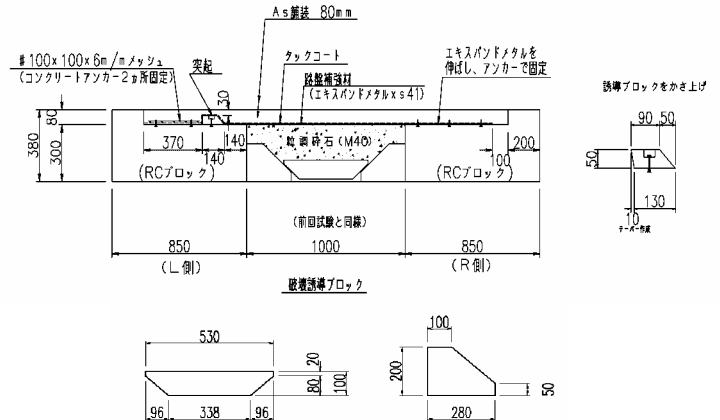 As舗装 80mm
#100x100x6m/mメッシュ
(コンクリートアンカー2ヵ所固定)
突起
タックコート
路盤補強材
(エキスパンドメタルxs41)
エキスパンドメタルを
伸ばし、アンカーで固定
誘導ブロックをかさ上げ
380
80
300
30
370
140
140
粒調砕石(M40)
100
200
(RCブロック)
(RCブロック)
(前回試験と同様)
850
1000
850
(L側)
(R側)
90
50
50
130
10
テーパー作成
破壊誘導ブロック
530
20
80
100
96
338
96
100
200
50
280